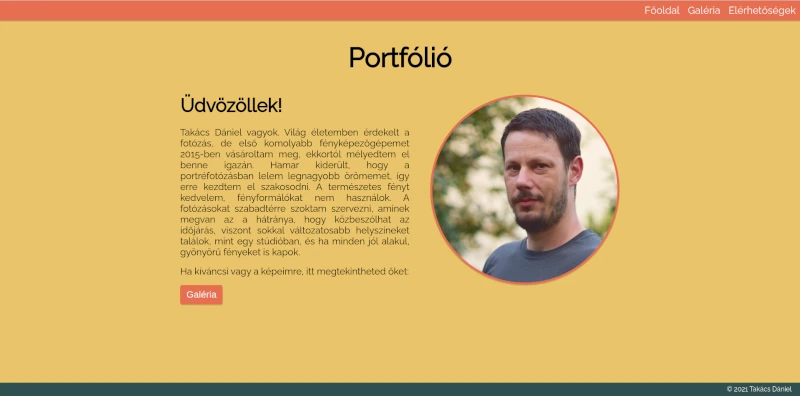 Főoldal Galéria Elérhetőségek
Portfólió
Üdvözöllek!
Takács Dániel vagyok. Világ életemben érdekelt a
fotózás, de első komolyabb fényképezőgépemet
2015-ben vásároltam meg, ekkortól mélyedtem el
benne igazán. Hamar kiderült, hogy a
portréfotózásban lelem legnagyobb örömemet, így
erre kezdtem el szakosodni. A természetes fényt
kedvelem, fényformálókat nem használok. A
fotózásokat szabadtérre szoktam szervezni, aminek
megvan az a hátránya, hogy közbeszólhat az
időjárás, viszont sokkal változatosabb helyszíneket
találok, mint egy stúdióban, és ha minden jól alakul,
gyönyörű fényeket is kapok.
Ha kíváncsi vagy a képeimre, itt megtekintheted őket:
Galéria
© 2021 Takács Dániel